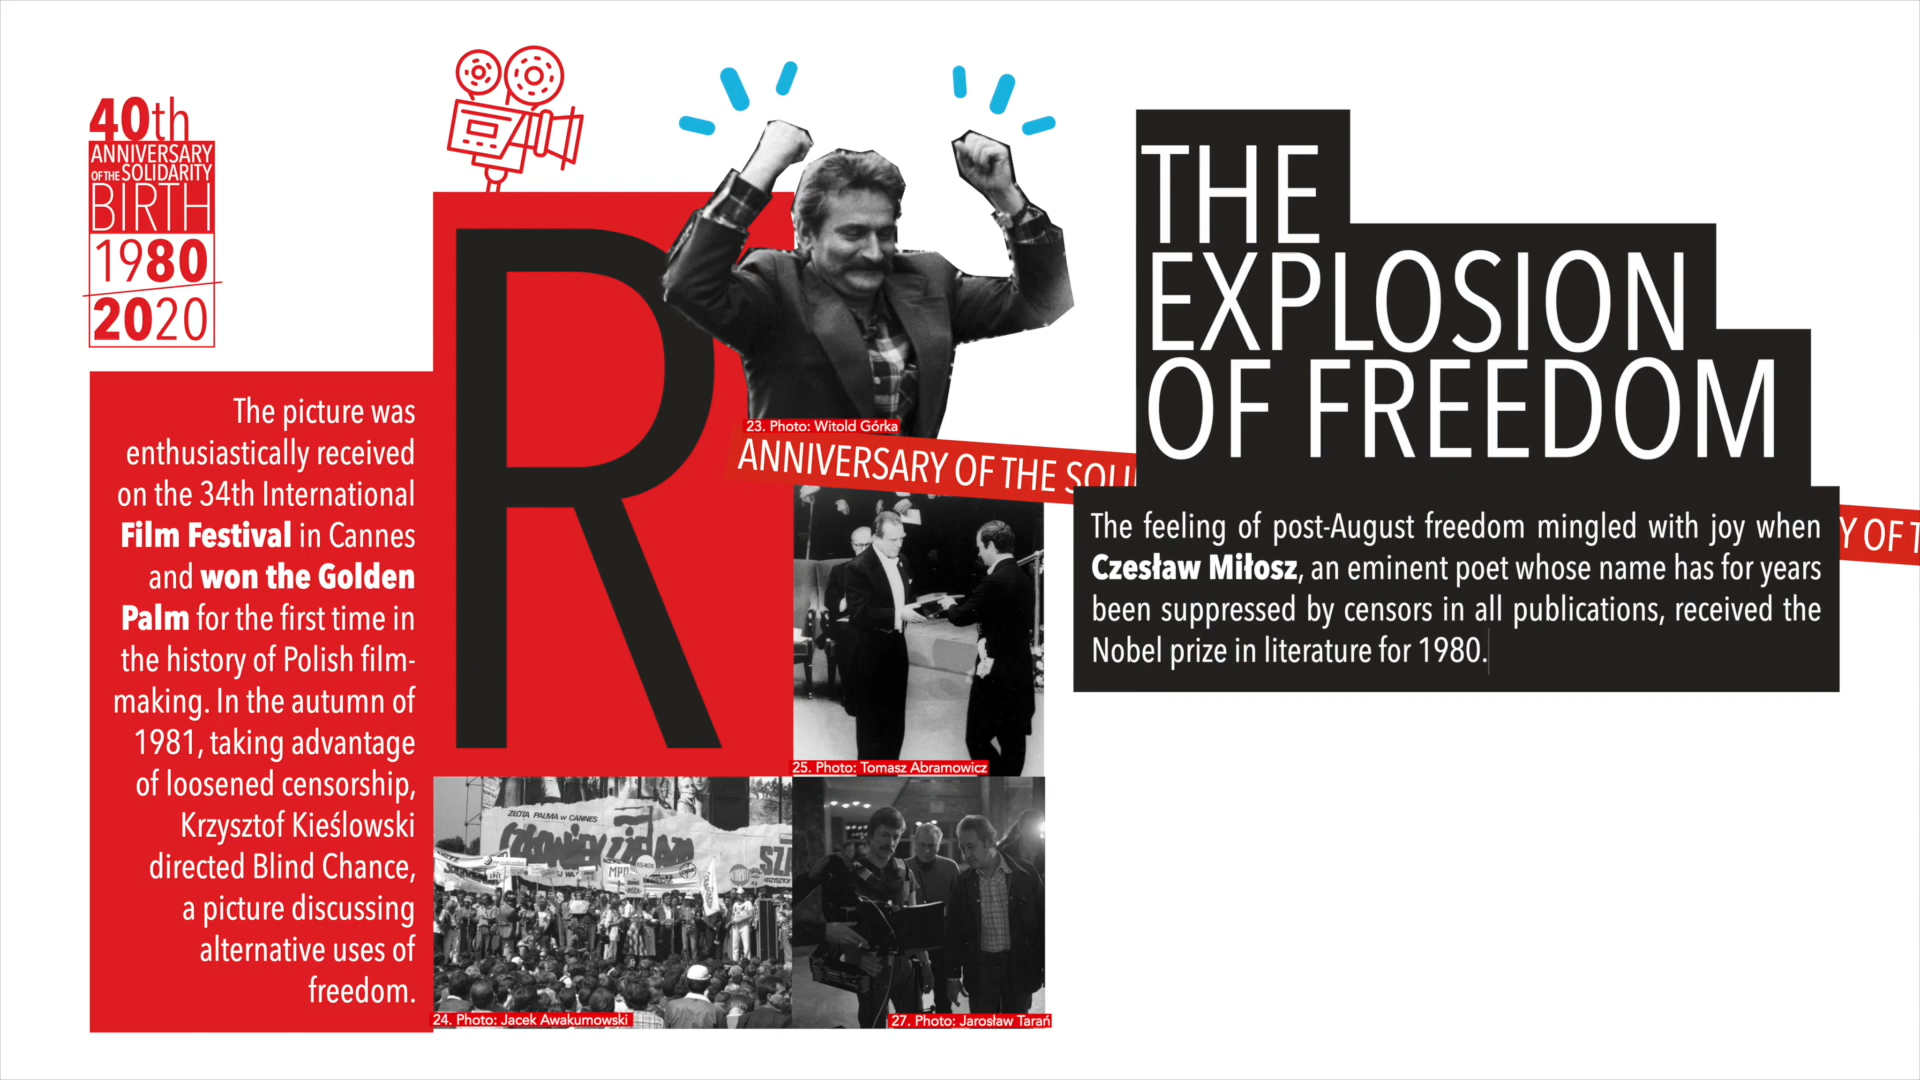 40th
ANNIVERSARY
OF THE SOLIDARITY
BIRTH
1980
2020
The picture was
enthusiastically received
on the 34th International
Film Festival in Cannes
and won the Golden
Palm for the first time in
the history of Polish film-
making. In the autumn of
1981, taking advantage
of loosened censorship,
Krzysztof Kieślowski
directed Blind Chance,
a picture discussing
alternative uses of
freedom.
R
23. Photo: Witold Górka
ANNIVERSARY OF THE SOLI
25. Photo: Tomasz Abramowicz
ZŁOTA PALMA w CANNES
CZŁOWIEK Z ŻELAZA
MPO
24. Photo: Jacek Awakumowski
27. Photo: Jarosław Tarań
THE
EXPLOSION
OF FREEDOM
The feeling of post-August freedom mingled with joy when
Czesław Miłosz, an eminent poet whose name has for years
been suppressed by censors in all publications, received the
Nobel prize in literature for 1980.
Y OF T